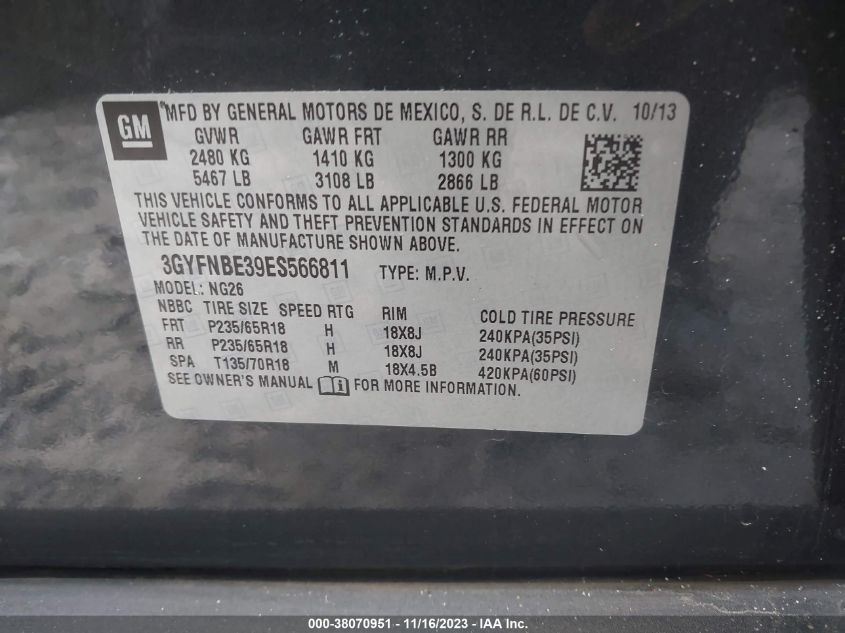 GM
MFD BY GENERAL MOTORS DE MEXICO, S. DE R.L. DE C.V. 10/13
GVWR GAWR FRT GAWR RR
2480 KG 1410 KG 1300 KG
5467 LB 3108 LB 2866 LB
THIS VEHICLE CONFORMS TO ALL APPLICABLE U.S. FEDERAL MOTOR
VEHICLE SAFETY AND THEFT PREVENTION STANDARDS IN EFFECT ON
THE DATE OF MANUFACTURE SHOWN ABOVE.
3GYFNBE39ES566811 TYPE: M.P.V.
MODEL: NG26
NBBC TIRE SIZE SPEED RTG RIM COLD TIRE PRESSURE
FRT P235/65R18 H 18X8J 240KPA(35PSI)
RR P235/65R18 H 18X8J 240KPA(35PSI)
SPA T135/70R18 M 18X4.5B 420KPA(60PSI)
SEE OWNER'S MANUAL FOR MORE INFORMATION.
000-38070951 - 11/16/2023 - IAAI.com